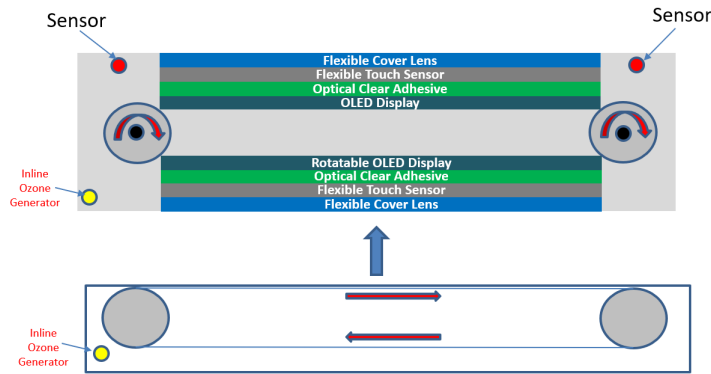 Sensor
Sensor
Flexible Cover Lens
Flexible Touch Sensor
Optical Clear Adhesive
OLED Display
Rotatable OLED Display
Optical Clear Adhesive
Flexible Touch Sensor
Flexible Cover Lens
Inline
Ozone
Generator
Inline
Ozone
Generator